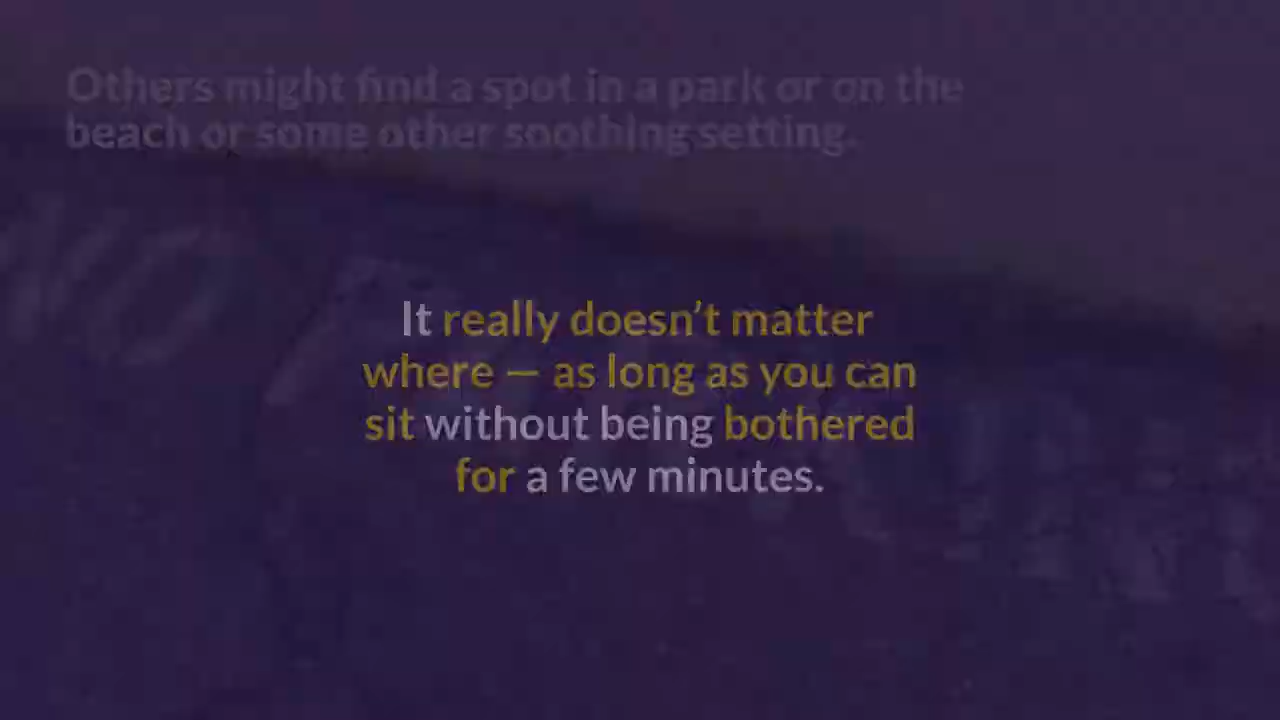 Others might find a spot in a park or on the
beach or some other soothing setting.
It really doesn’t matter
where — as long as you can
sit without being bothered
for a few minutes.